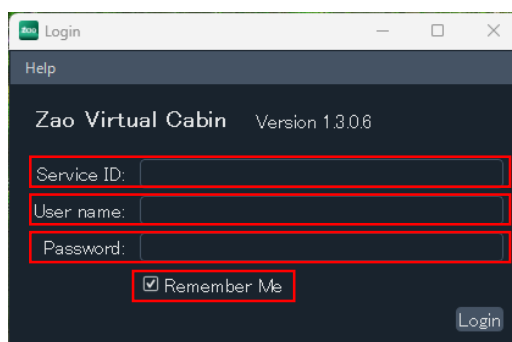 zao Login
Help
Zao Virtual Cabin Version 1.3.0.6
Service ID:
User name:
Password:
Remember Me
Login